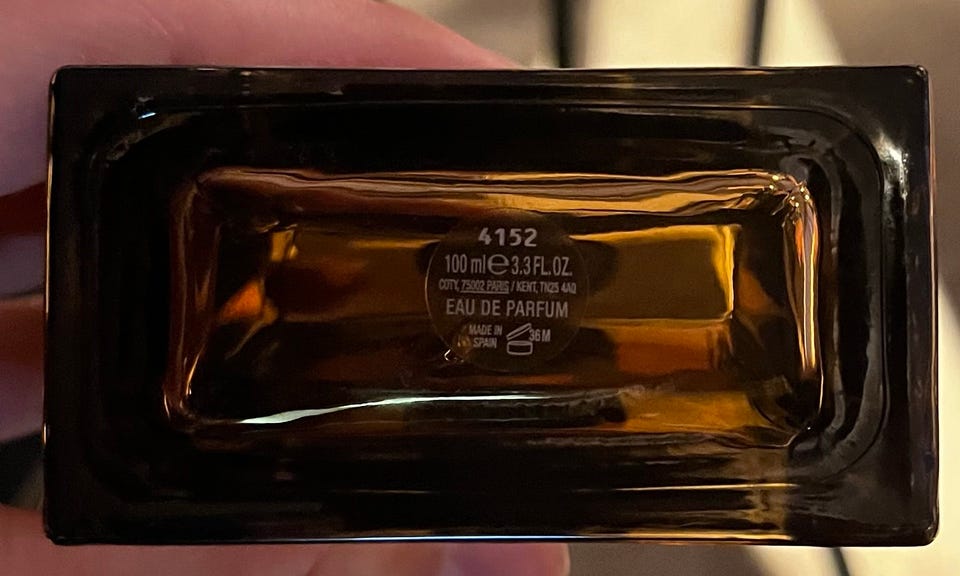 4152
100 ml ℮ 3.3 FL.OZ.
COTY, 75002 PARIS / KENT, TN25 4AQ
EAU DE PARFUM
MADE IN
SPAIN
36M